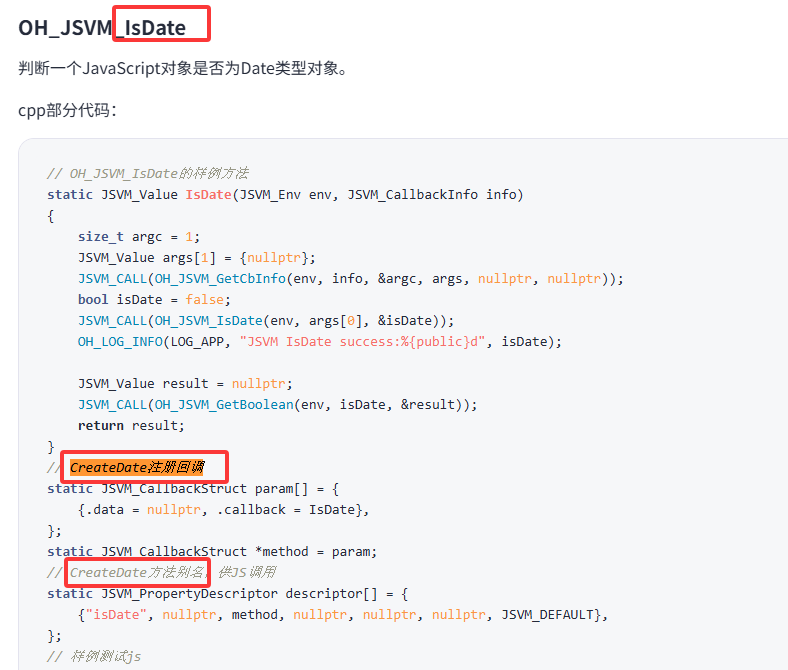 OH_JSVM_IsDate
判断一个JavaScript对象是否为Date类型对象。
cpp部分代码：
// OH_JSVM_IsDate的样例方法
static JSVM_Value IsDate(JSVM_Env env, JSVM_CallbackInfo info)
{
    size_t argc = 1;
    JSVM_Value args[1] = {nullptr};
    JSVM_CALL(OH_JSVM_GetCbInfo(env, info, &argc, args, nullptr, nullptr));
    bool isDate = false;
    JSVM_CALL(OH_JSVM_IsDate(env, args[0], &isDate));
    OH_LOG_INFO(LOG_APP, "JSVM IsDate success:%{public}d", isDate);
    JSVM_Value result = nullptr;
    JSVM_CALL(OH_JSVM_GetBoolean(env, isDate, &result));
    return result;
}
// CreateDate注册回调
static JSVM_CallbackStruct param[] = {
    {.data = nullptr, .callback = IsDate},
};
static JSVM_CallbackStruct *method = param;
// CreateDate方法别名，供JS调用
static JSVM_PropertyDescriptor descriptor[] = {
    {"isDate", nullptr, method, nullptr, nullptr, nullptr, JSVM_DEFAULT},
};
// 样例测试js